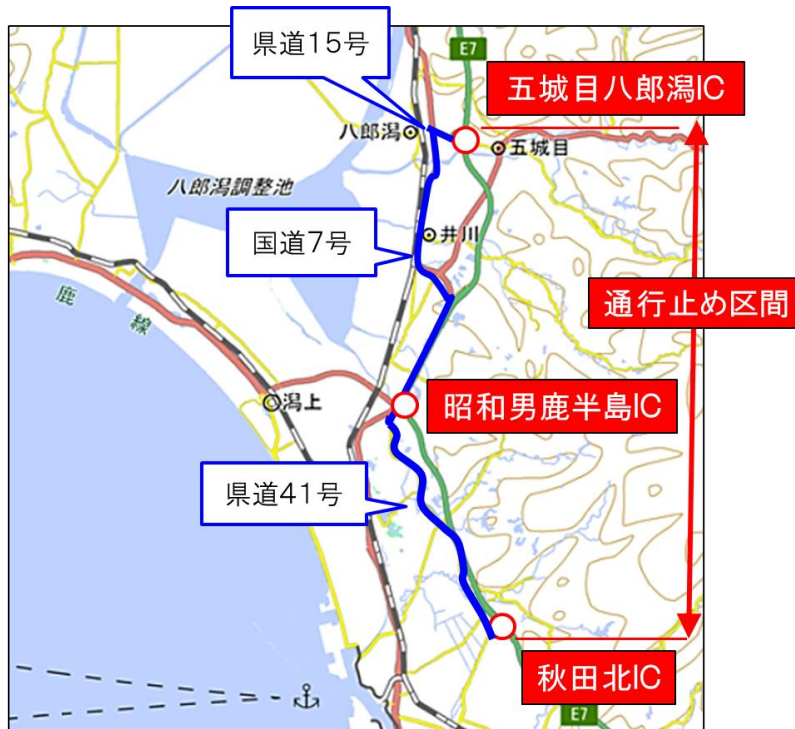 県道15号
E7
五城目八郎潟IC
八郎潟
五城目
八郎潟調整池
井川
国道7号
鹿
線
通行止め区間
潟上
昭和男鹿半島IC
県道41号
秋田北IC
E7